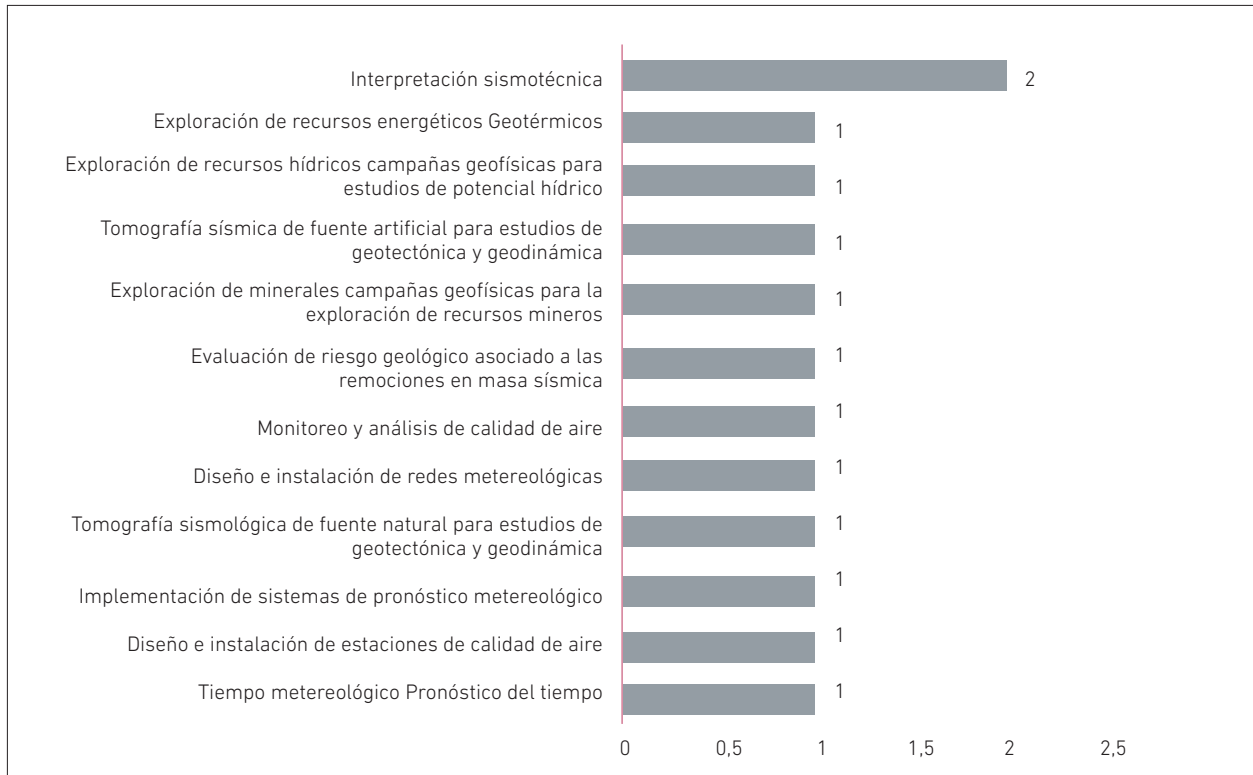 Interpretación sismotécnica
2
Exploración de recursos energéticos Geotérmicos
1
Exploración de recursos hídricos campañas geofísicas para
estudios de potencial hídrico
1
Tomografía sísmica de fuente artificial para estudios de
geotectónica y geodinámica
1
Exploración de minerales campañas geofísicas para la
exploración de recursos mineros
1
Evaluación de riesgo geológico asociado a las
remociones en masa sísmica
1
Monitoreo y análisis de calidad de aire
1
Diseño e instalación de redes metereológicas
1
Tomografía sismológica de fuente natural para estudios de
geotectónica y geodinámica
1
Implementación de sistemas de pronóstico metereológico
1
Diseño e instalación de estaciones de calidad de aire
1
Tiempo metereológico Pronóstico del tiempo
1
0 0,5 1 1,5 2 2,5